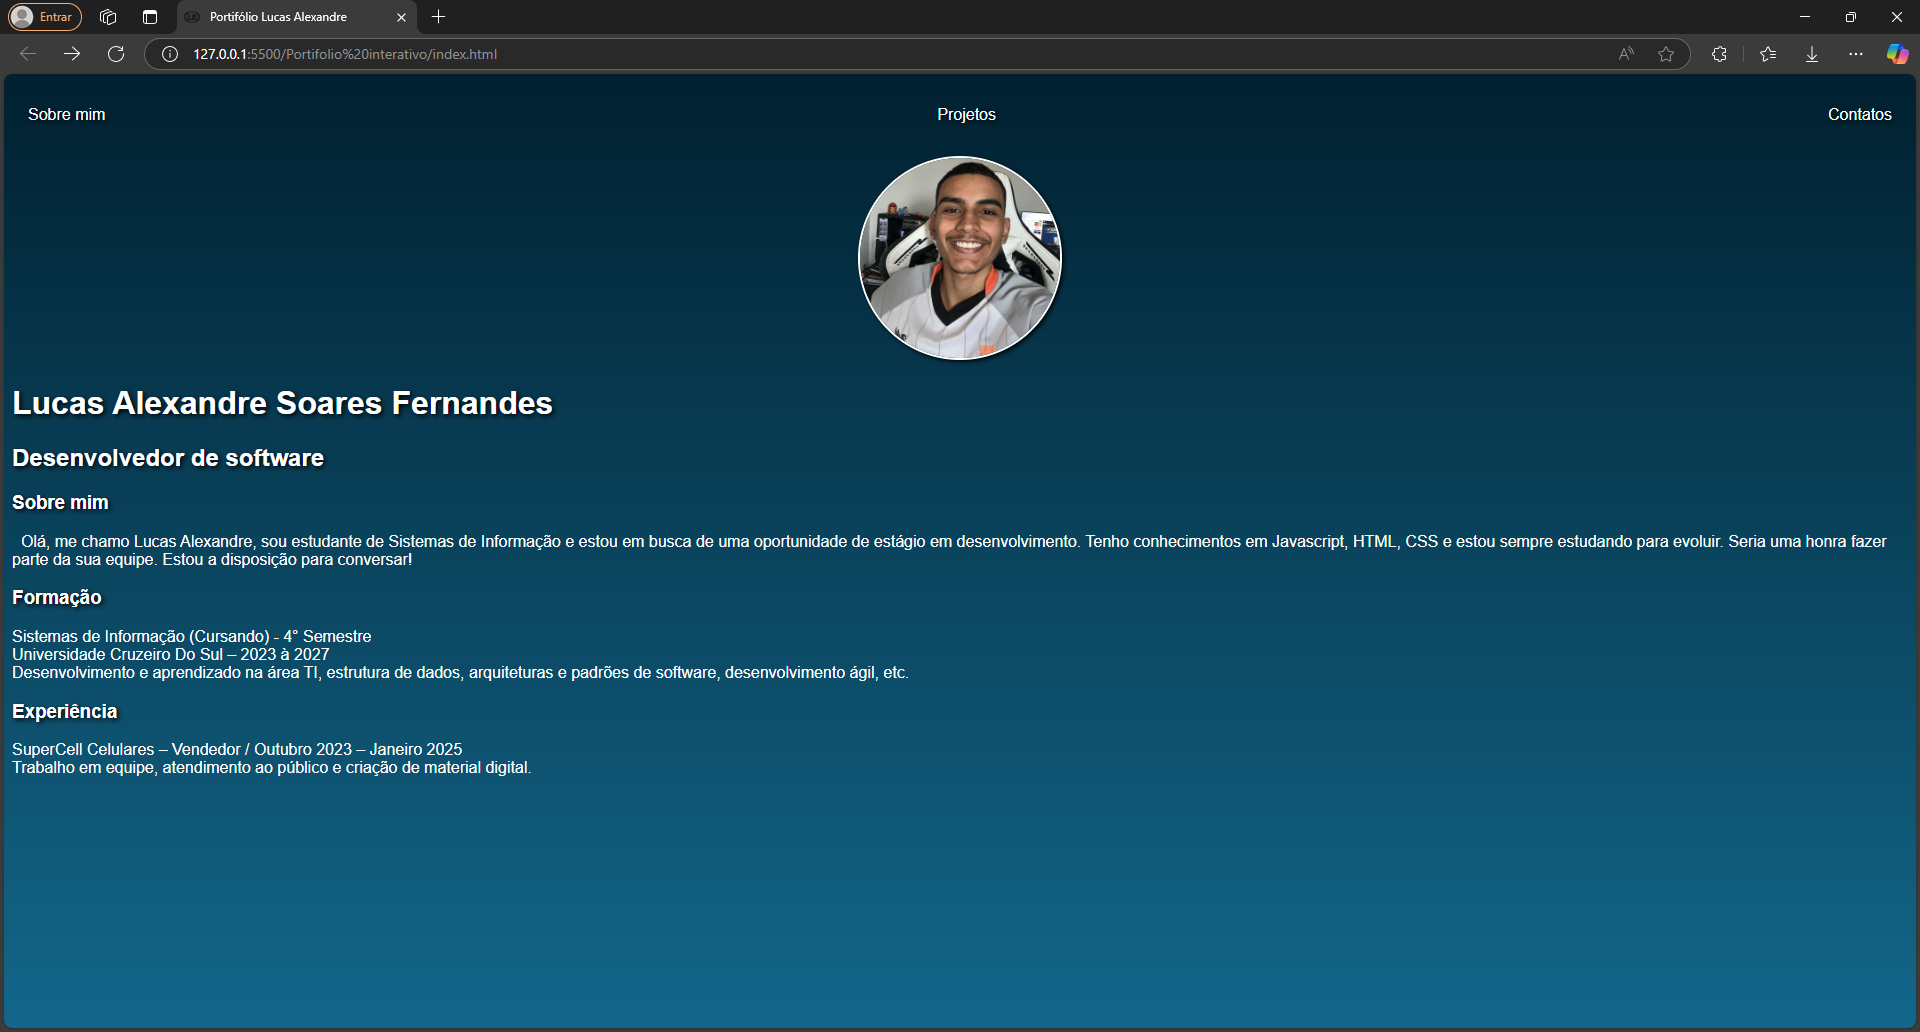 Entrar
Portifólio Lucas Alexandre
127.0.0.1:5500/Portifolio%20interativo/index.html
Sobre mim
Projetos
Contatos
Lucas Alexandre Soares Fernandes
Desenvolvedor de software
Sobre mim
Olá, me chamo Lucas Alexandre, sou estudante de Sistemas de Informação e estou em busca de uma oportunidade de estágio em desenvolvimento. Tenho conhecimentos em Javascript, HTML, CSS e estou sempre estudando para evoluir. Seria uma honra fazer
parte da sua equipe. Estou a disposição para conversar!
Formação
Sistemas de Informação (Cursando) - 4° Semestre
Universidade Cruzeiro Do Sul – 2023 à 2027
Desenvolvimento e aprendizado na área TI, estrutura de dados, arquiteturas e padrões de software, desenvolvimento ágil, etc.
Experiência
SuperCell Celulares – Vendedor / Outubro 2023 – Janeiro 2025
Trabalho em equipe, atendimento ao público e criação de material digital.